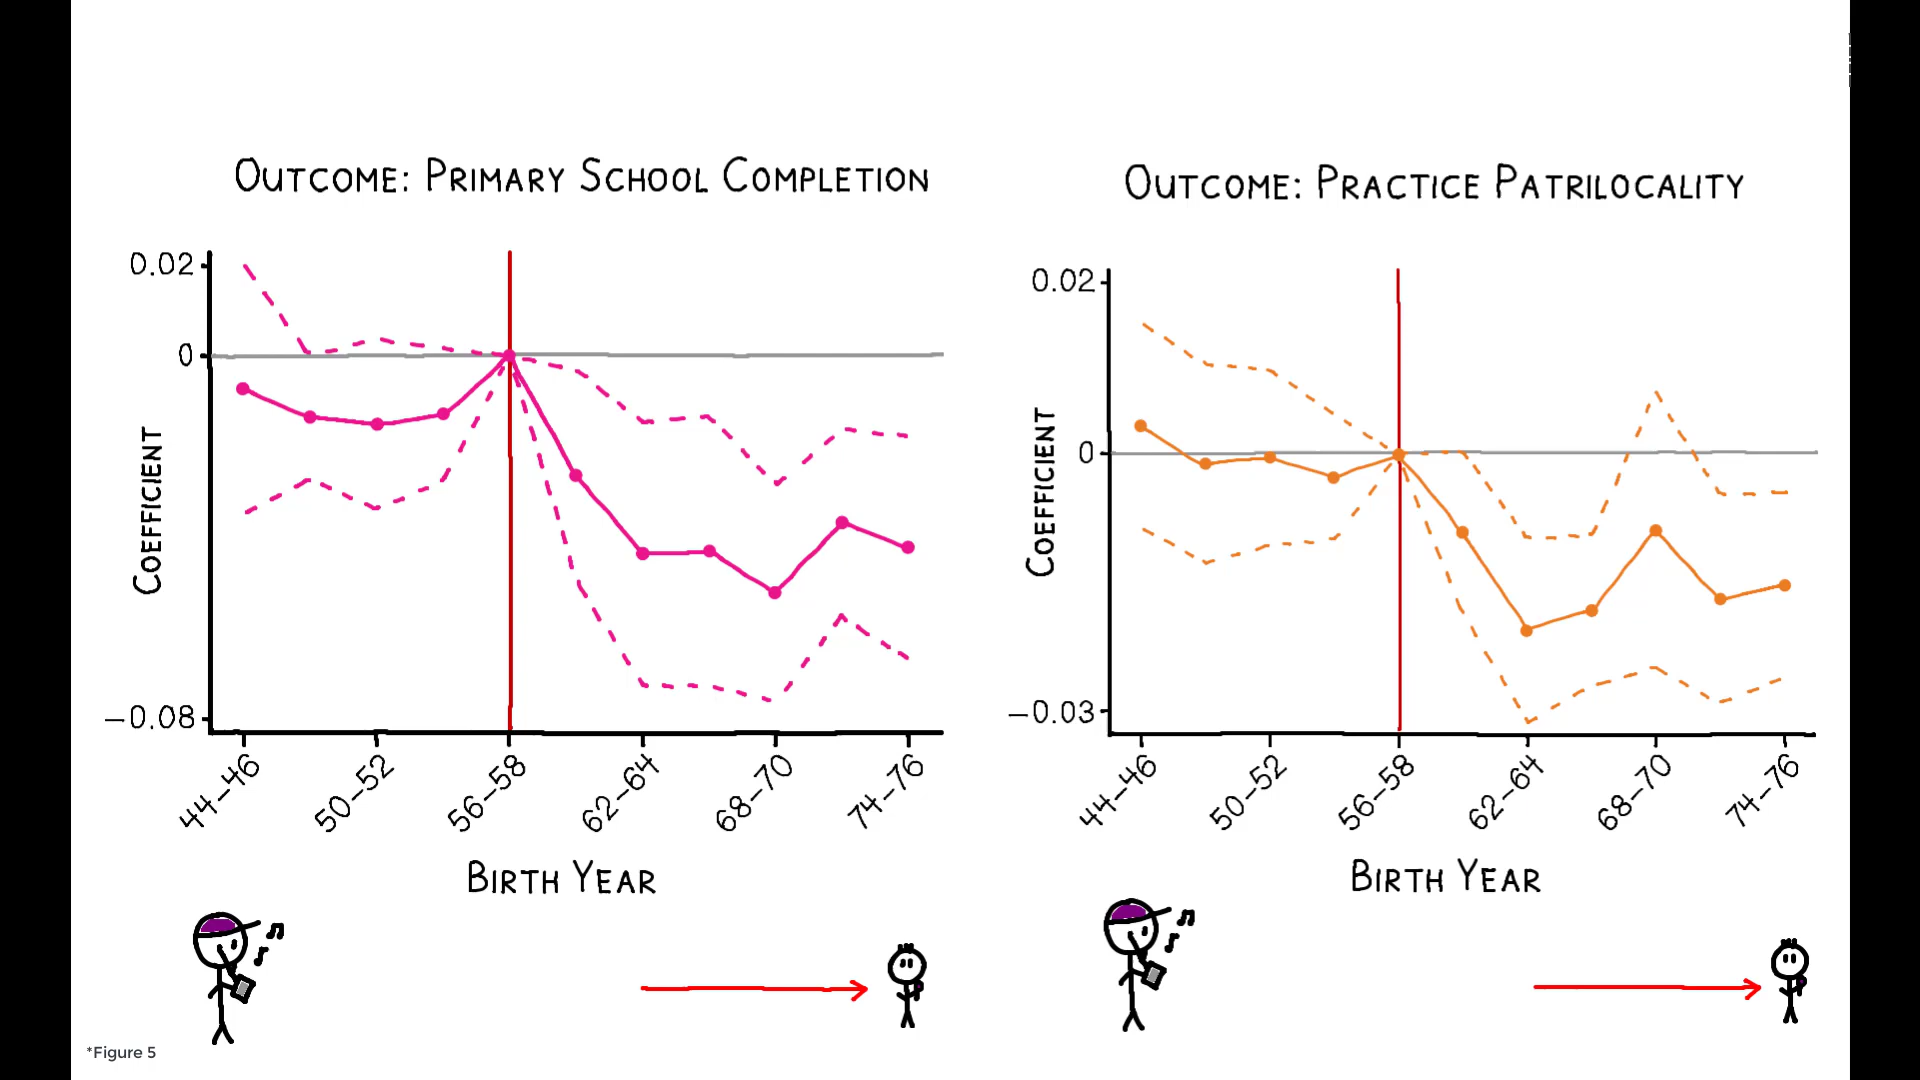 OUTCOME: PRIMARY SCHOOL COMPLETION
0.02
0
-0.08
COEFFICIENT
44-46
50-52
56-58
62-64
68-70
74-76
BIRTH YEAR
OUTCOME: PRACTICE PATRILOCALITY
0.02
0
-0.03
COEFFICIENT
44-46
50-52
56-58
62-64
68-70
74-76
BIRTH YEAR
*Figure 5